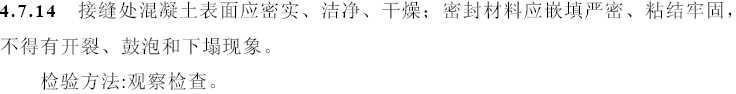 4.7.14 接缝处混凝土表面应密实、洁净、干燥；密封材料应嵌填严密、粘结牢固，
不得有开裂、鼓泡和下塌现象。
检验方法:观察检查。